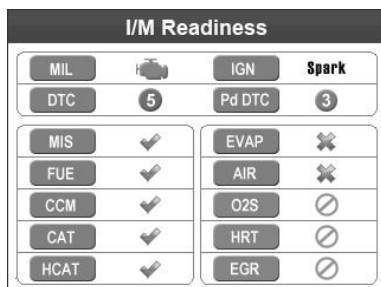 I/M Readiness
MIL IGN Spark
DTC 5 Pd DTC 3
MIS EVAP
FUE AIR
CCM O2S
CAT HRT
HCAT EGR